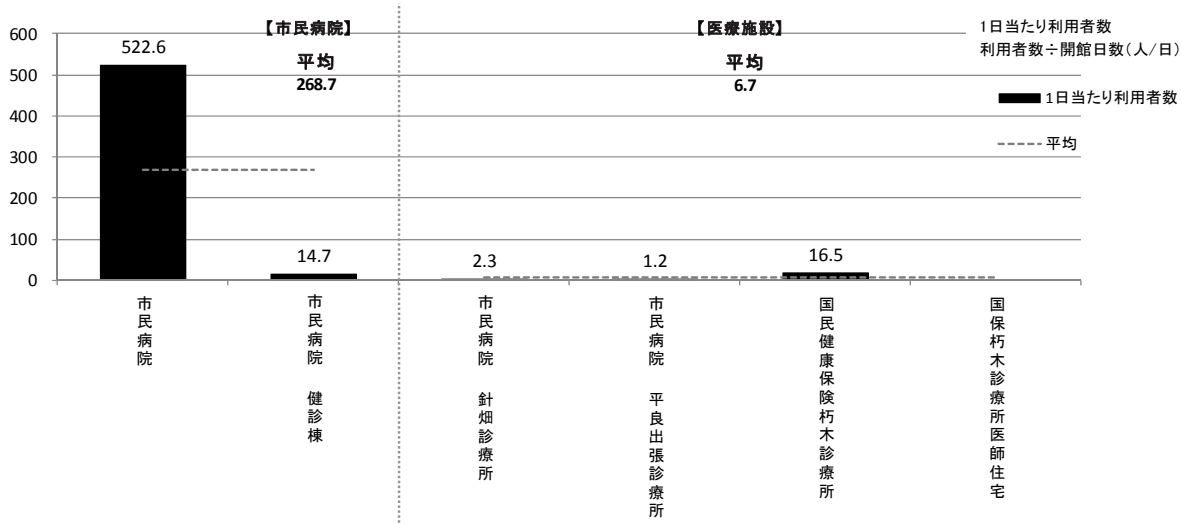 【市民病院】
平均
268.7
【医療施設】
平均
6.7
1日当たり利用者数
利用者数÷開館日数(人/日)
1日当たり利用者数
平均
600
500
400
300
200
100
0
522.6
14.7
2.3
1.2
16.5
市民病院
市民病院 健診棟
市民病院 針畑診療所
市民病院 平良出張診療所
国民健康保険朽木診療所
国保朽木診療所医師住宅